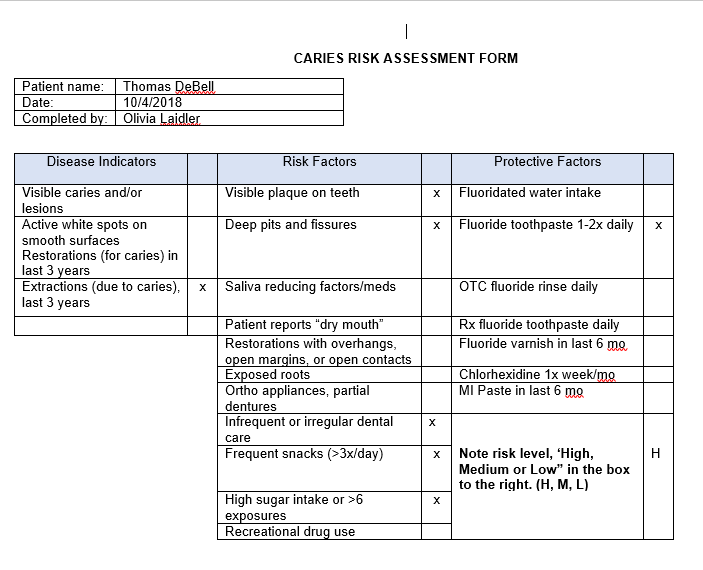 CARIES RISK ASSESSMENT FORM
Patient name: Thomas DeBell
Date: 10/4/2018
Completed by: Olivia Laidler
Disease Indicators Risk Factors Protective Factors
Visible caries and/or
lesions
Visible plaque on teeth x Fluoridated water intake
Active white spots on
smooth surfaces
Restorations (for caries) in
last 3 years
Deep pits and fissures x Fluoride toothpaste 1-2x daily x
Extractions (due to caries),
last 3 years
x Saliva reducing factors/meds OTC fluoride rinse daily
Patient reports “dry mouth” Rx fluoride toothpaste daily
Restorations with overhangs,
open margins, or open contacts
Fluoride varnish in last 6 mo
Exposed roots Chlorhexidine 1x week/mo
Ortho appliances, partial
dentures
MI Paste in last 6 mo
Infrequent or irregular dental
care
x
Frequent snacks (>3x/day) x
Note risk level, ‘High,
Medium or Low” in the box
to the right. (H, M, L)
H
High sugar intake or >6
exposures
x
Recreational drug use